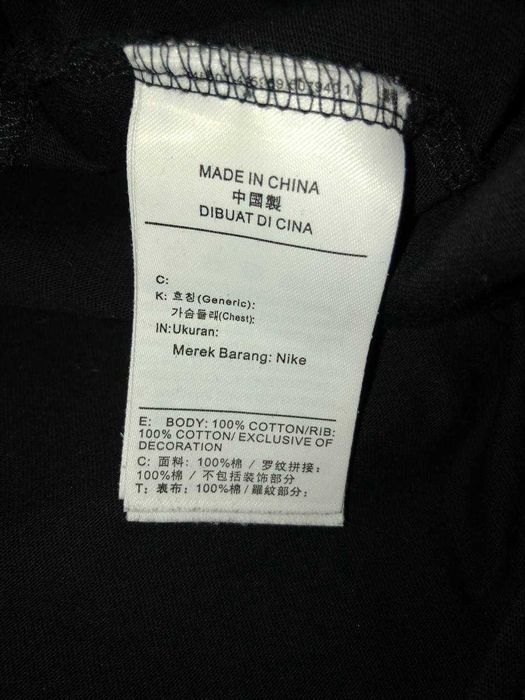 MADE IN CHINA
中國製
DIBUAT DI CINA
C:
K: 호칭(Generic):
가슴둘레(Chest):
IN:Ukuran:
Merek Barang: Nike
E: BODY: 100% COTTON/RIB:
100% COTTON/ EXCLUSIVE OF
DECORATION
C: 面料: 100%棉 / 罗纹拼接:
100%棉 / 不包括装饰部分
T: 表布: 100%棉/羅紋部分: